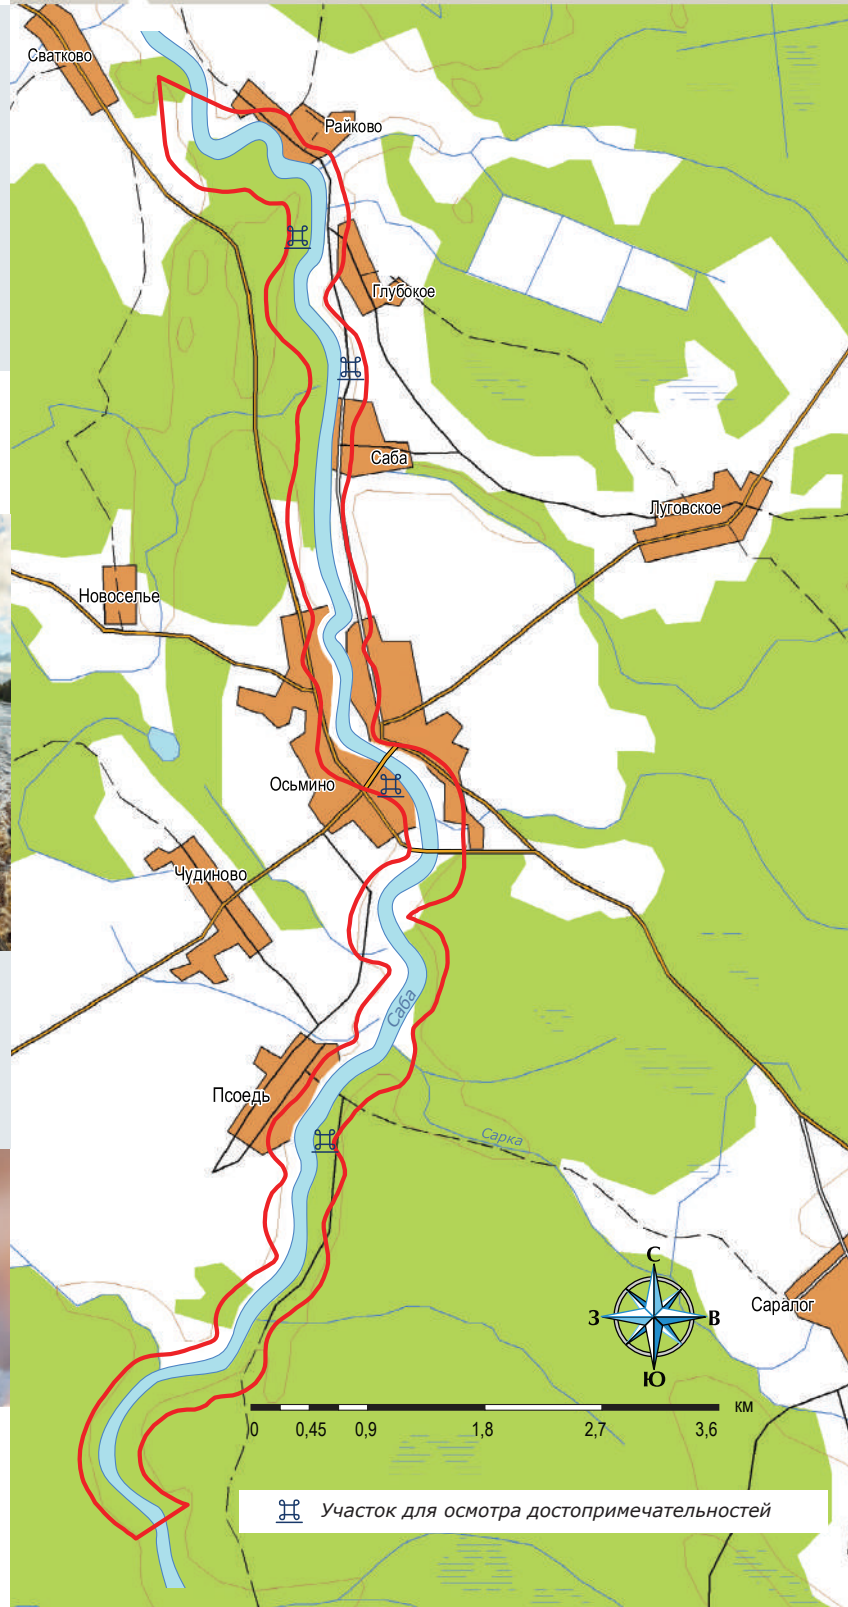 Сватково
Райково
Глубокое
Саба
Луговское
Новоселье
Осьмино
Чудиново
Саба
Псоедь
Сарка
С
З
В
Ю
Саралог
км
0
0,45
0,9
1,8
2,7
3,6
Участок для осмотра достопримечательностей